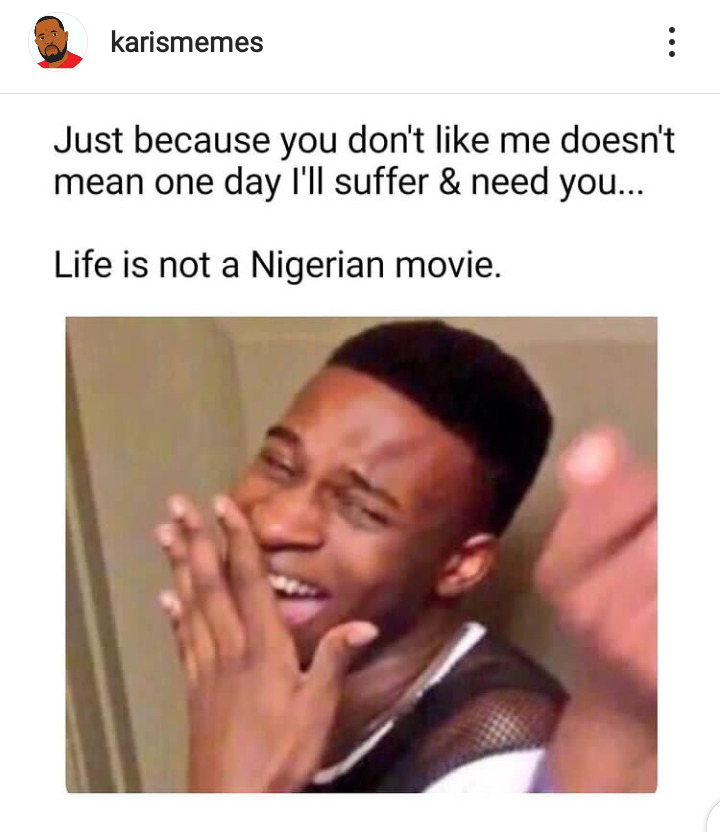 karismemes
Just because you don't like me doesn't
mean one day I'll suffer & need you...
Life is not a Nigerian movie.